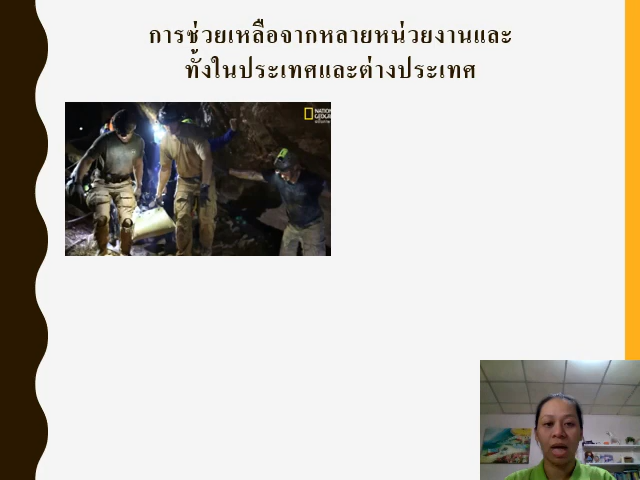 การช่วยเหลือจากหลายหน่วยงานและ
ทั้งในประเทศและต่างประเทศ
NATION
GEOGRA